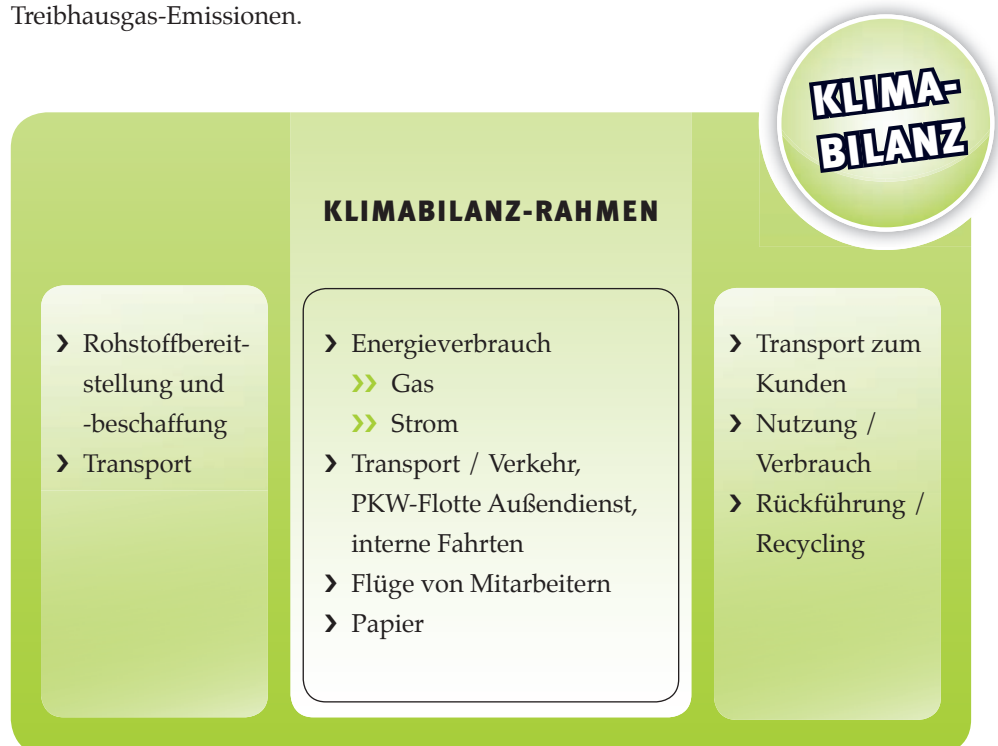 Treibhausgas-Emissionen.
KLIMA-
BILANZ
KLIMABILANZ-RAHMEN
❯ Rohstoffbereit-
stellung und
-beschaffung
❯ Transport
❯ Energieverbrauch
❯❯ Gas
❯❯ Strom
❯ Transport / Verkehr,
PKW-Flotte Außendienst,
interne Fahrten
❯ Flüge von Mitarbeitern
❯ Papier
❯ Transport zum
Kunden
❯ Nutzung /
Verbrauch
❯ Rückführung /
Recycling